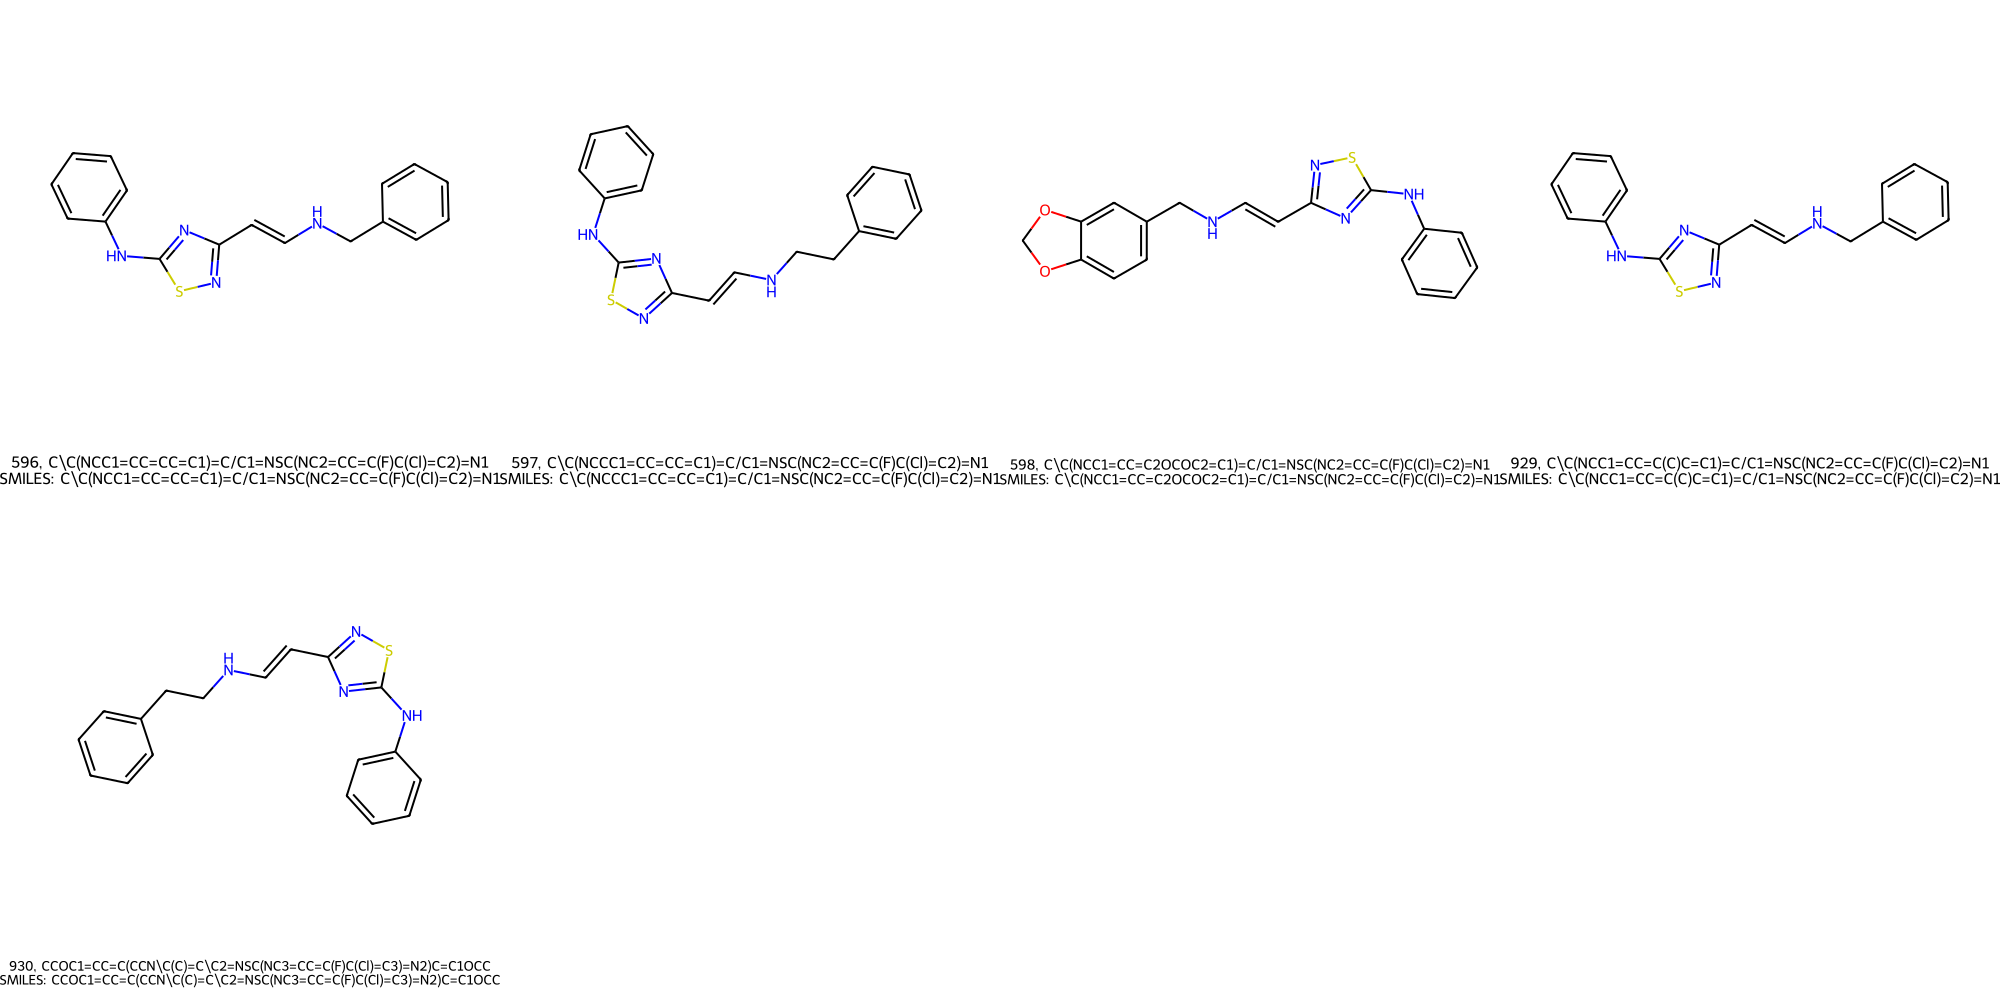 N
NH
S
N
H
N
HN
N
S
N
N
H
O
O
N
H
N
S
N
NH
H
N
N
HN
S
N
596, C\C(NCC1=CC=CC=C1)=C/C1=NSC(NC2=CC=C(F)C(Cl)=C2)=N1
SMILES: C\C(NCC1=CC=CC=C1)=C/C1=NSC(NC2=CC=C(F)C(Cl)=C2)=N1
597, C\C(NCCC1=CC=CC=C1)=C/C1=NSC(NC2=CC=C(F)C(Cl)=C2)=N1
SMILES: C\C(NCCC1=CC=CC=C1)=C/C1=NSC(NC2=CC=C(F)C(Cl)=C2)=N1
598, C\C(NCC1=CC=C2OCOC2=C1)=C/C1=NSC(NC2=CC=C(F)C(Cl)=C2)=N1
SMILES: C\C(NCC1=CC=C2OCOC2=C1)=C/C1=NSC(NC2=CC=C(F)C(Cl)=C2)=N1
929, C\C(NCC1=CC=C(C)C=C1)=C/C1=NSC(NC2=CC=C(F)C(Cl)=C2)=N1
SMILES: C\C(NCC1=CC=C(C)C=C1)=C/C1=NSC(NC2=CC=C(F)C(Cl)=C2)=N1
H
N
N
S
N
NH
930, CCOC1=CC=C(CCN\C(C)=C\C2=NSC(NC3=CC=C(F)C(Cl)=C3)=N2)C=C1OCC
SMILES: CCOC1=CC=C(CCN\C(C)=C\C2=NSC(NC3=CC=C(F)C(Cl)=C3)=N2)C=C1OCC